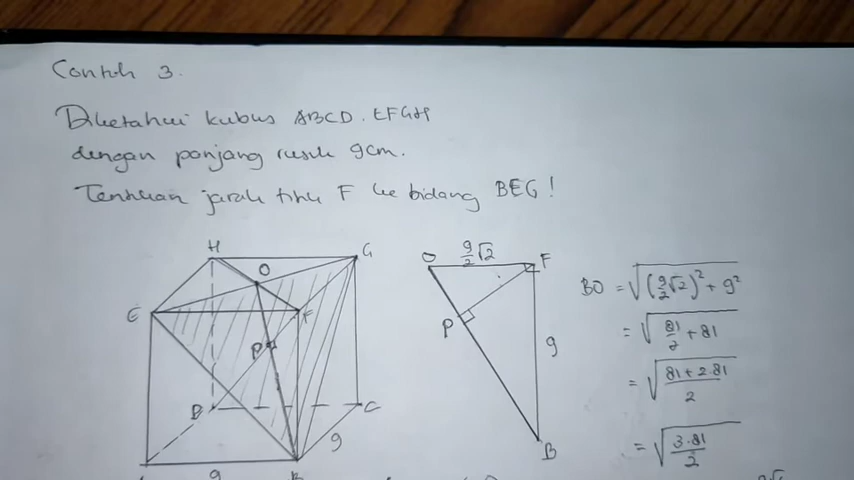 Contoh 3.
Diketahui kubus ABCD.EFGH
dengan panjang rusuk 9cm.
Tentukan jarak titik F ke bidang BEG!
H
G
O
E
F
P
B
C
9
B
9
O
9/2 √2
F
P
9
B
BO = √((9/2 √2)² + 9²)
= √(81/2 + 81)
= √((81 + 2.81)/2)
= √(3.81/2)